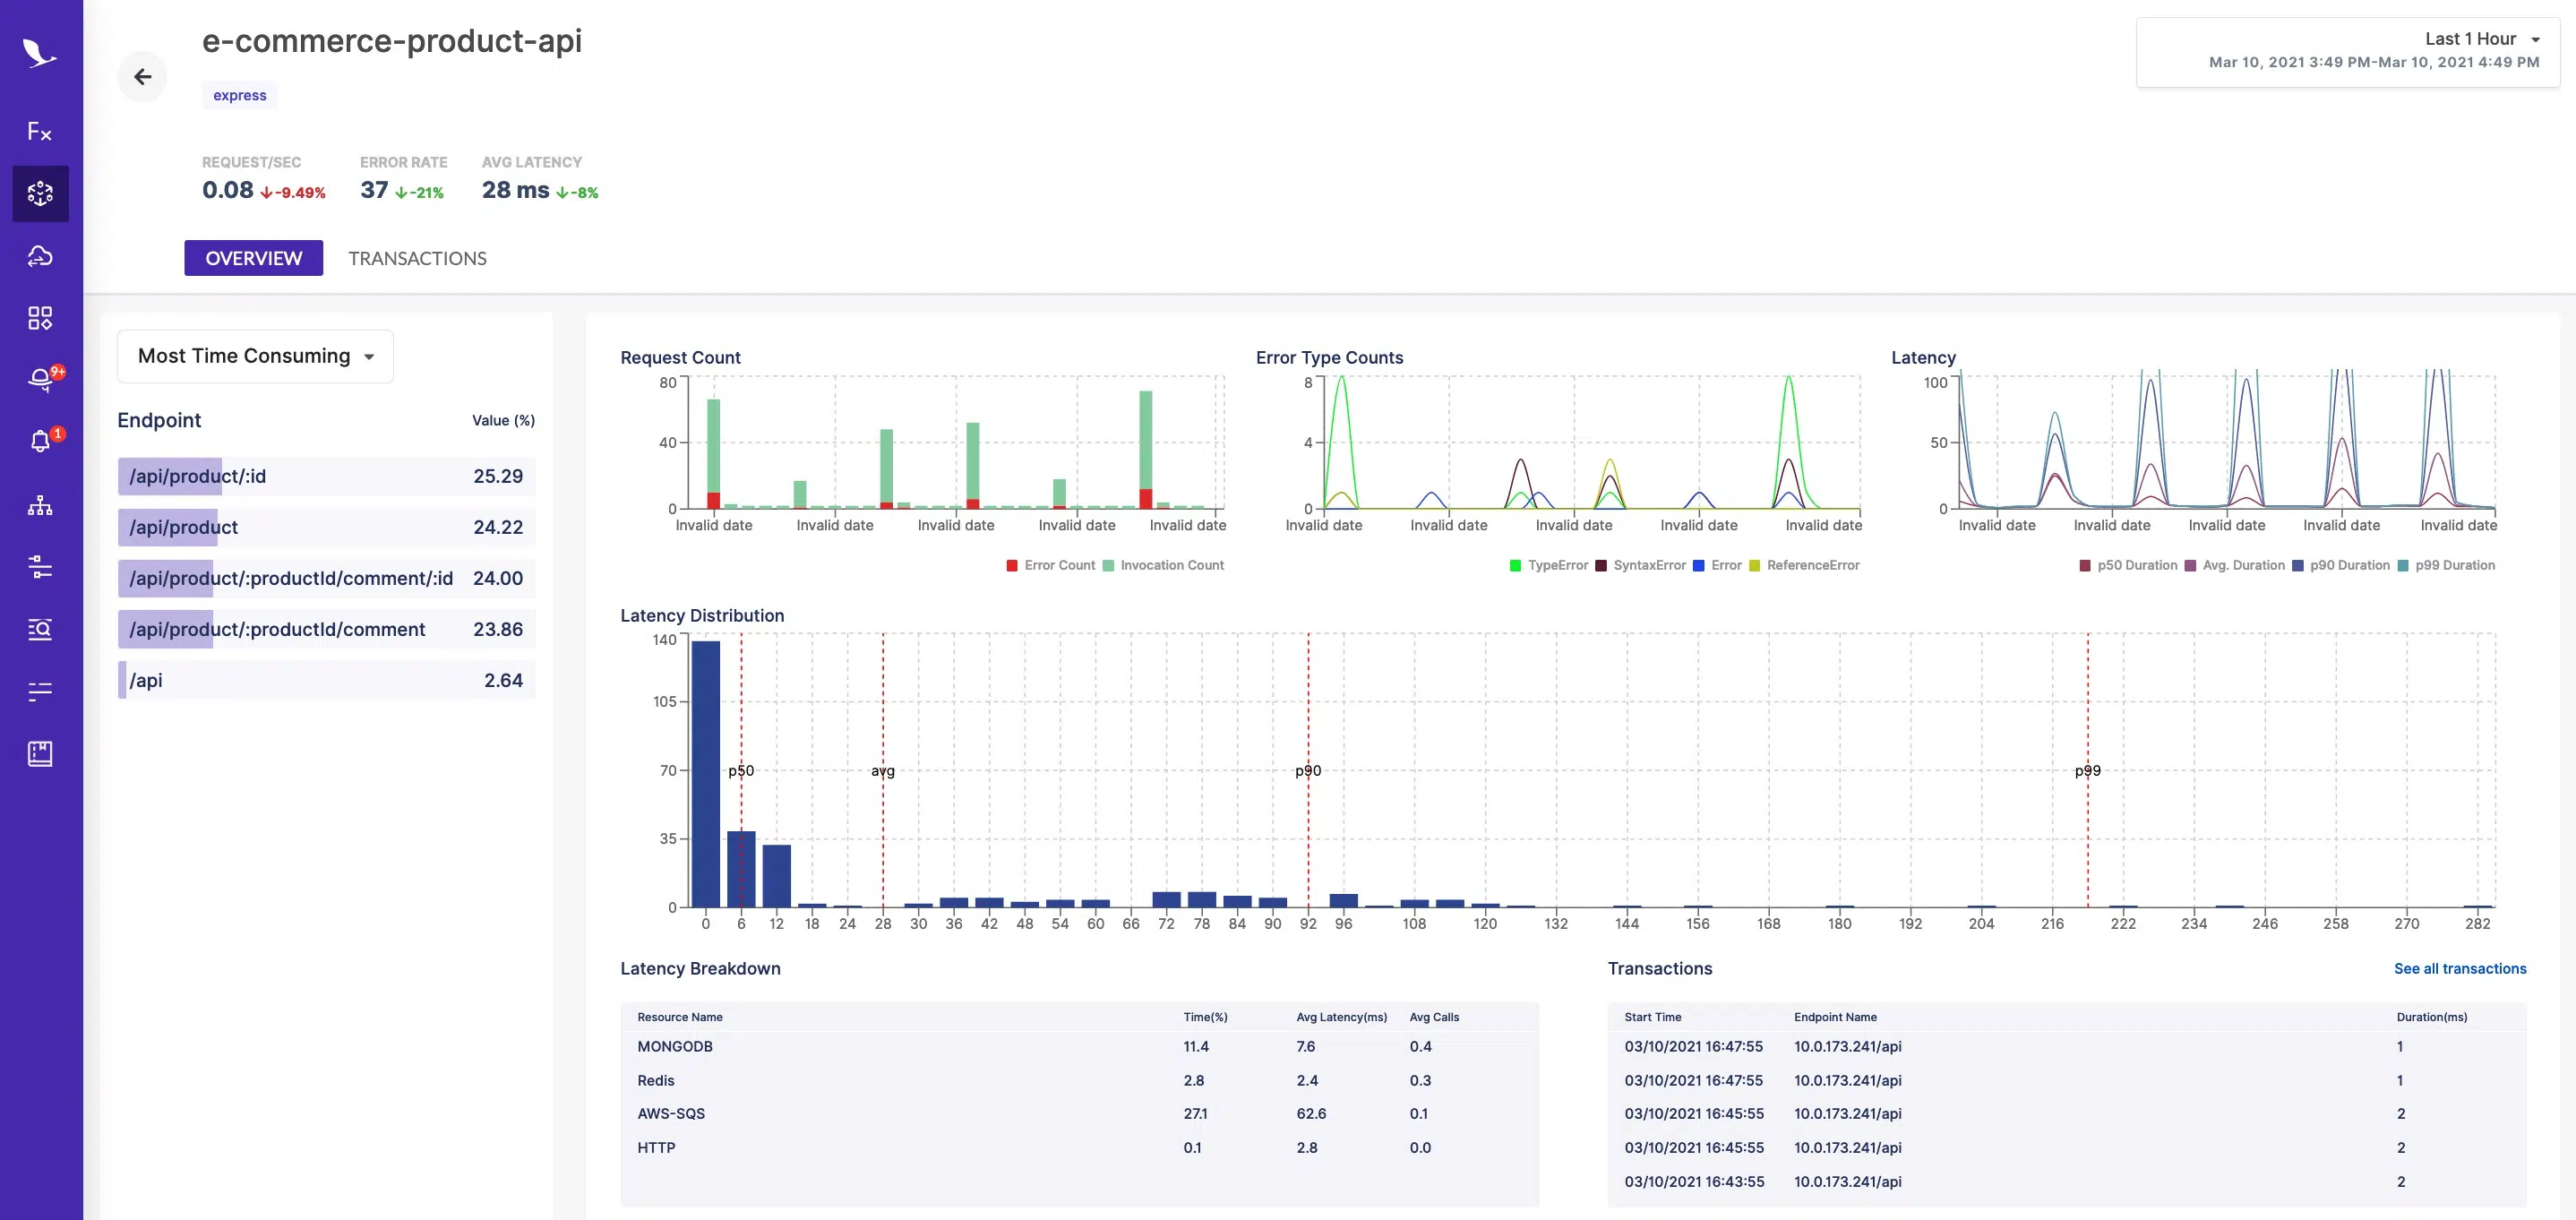 e-commerce-product-api
express
Last 1 Hour
Mar 10, 2021 3:49 PM-Mar 10, 2021 4:49 PM
Fx
9+
1
REQUEST/SEC ERROR RATE AVG LATENCY
0.08 -9.49% 37 -21% 28 ms -8%
OVERVIEW TRANSACTIONS
Most Time Consuming
Endpoint Value (%)
/api/product/:id 25.29
/api/product 24.22
/api/product/:productId/comment/:id 24.00
/api/product/:productId/comment 23.86
/api 2.64
Request Count
80
40
0
Invalid date Invalid date Invalid date Invalid date Invalid date
Error Count Invocation Count
Error Type Counts
8
4
0
Invalid date Invalid date Invalid date Invalid date Invalid date
TypeError SyntaxError Error ReferenceError
Latency
100
50
0
Invalid date Invalid date Invalid date Invalid date Invalid date
p50 Duration Avg. Duration p90 Duration p99 Duration
Latency Distribution
140
105
70
35
0
p50 avg p90 p99
0 6 12 18 24 28 30 36 42 48 54 60 66 72 78 84 90 92 96 108 120 132 144 156 168 180 192 204 216 222 234 246 258 270 282
Latency Breakdown
Resource Name Time(%) Avg Latency(ms) Avg Calls
MONGODB 11.4 7.6 0.4
Redis 2.8 2.4 0.3
AWS-SQS 27.1 62.6 0.1
HTTP 0.1 2.8 0.0
Transactions See all transactions
Start Time Endpoint Name Duration(ms)
03/10/2021 16:47:55 10.0.173.241/api 1
03/10/2021 16:47:55 10.0.173.241/api 1
03/10/2021 16:45:55 10.0.173.241/api 2
03/10/2021 16:45:55 10.0.173.241/api 2
03/10/2021 16:43:55 10.0.173.241/api 2